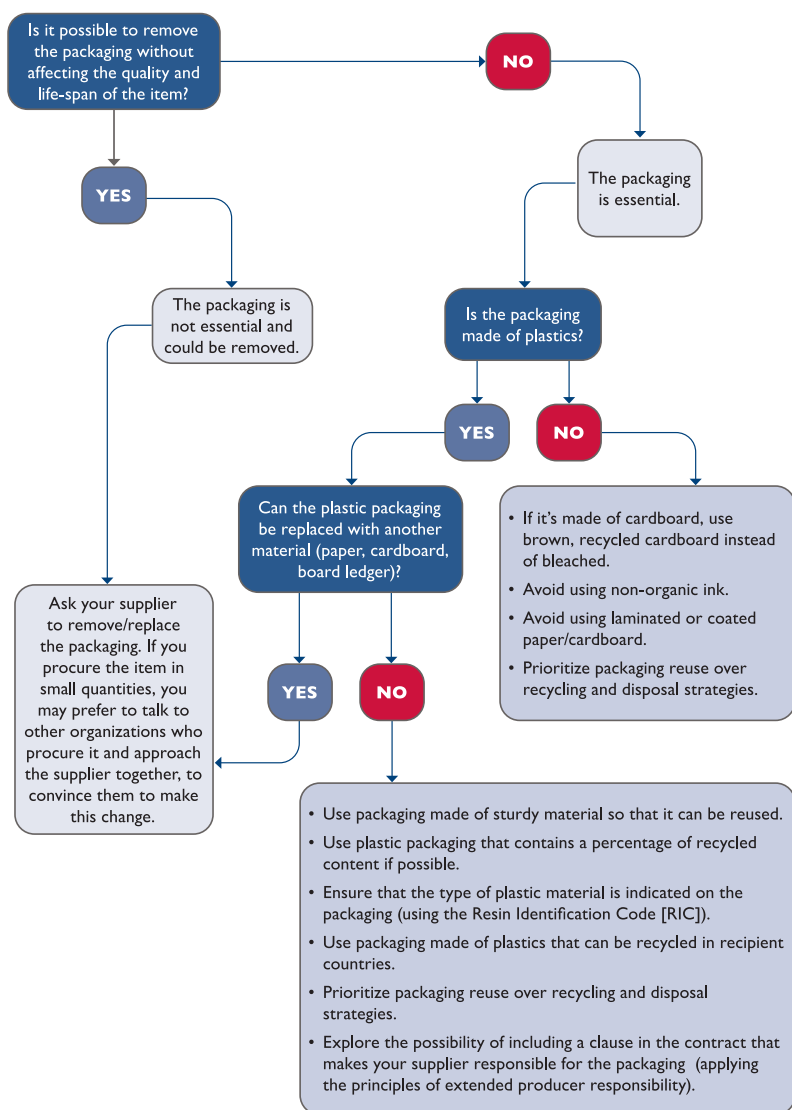 Is it possible to remove
the packaging without
affecting the quality and
life-span of the item?
NO
YES
The packaging
is essential.
The packaging is
not essential and
could be removed.
Is the packaging
made of plastics?
YES
NO
Can the plastic packaging
be replaced with another
material (paper, cardboard,
board ledger)?
• If it's made of cardboard, use
brown, recycled cardboard instead
of bleached.
• Avoid using non-organic ink.
• Avoid using laminated or coated
paper/cardboard.
• Prioritize packaging reuse over
recycling and disposal strategies.
Ask your supplier
to remove/replace
the packaging. If you
procure the item in
small quantities, you
may prefer to talk to
other organizations who
procure it and approach
the supplier together, to
convince them to make
this change.
YES
NO
• Use packaging made of sturdy material so that it can be reused.
• Use plastic packaging that contains a percentage of recycled
content if possible.
• Ensure that the type of plastic material is indicated on the
packaging (using the Resin Identification Code [RIC]).
• Use packaging made of plastics that can be recycled in recipient
countries.
• Prioritize packaging reuse over recycling and disposal
strategies.
• Explore the possibility of including a clause in the contract that
makes your supplier responsible for the packaging (applying
the principles of extended producer responsibility).